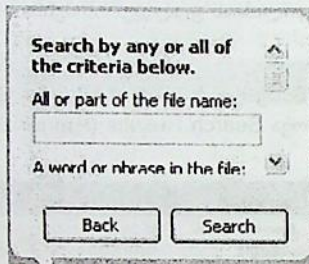 Search by any or all of
the criteria below.
All or part of the file name:
A word or phrase in the file:
Back
Search